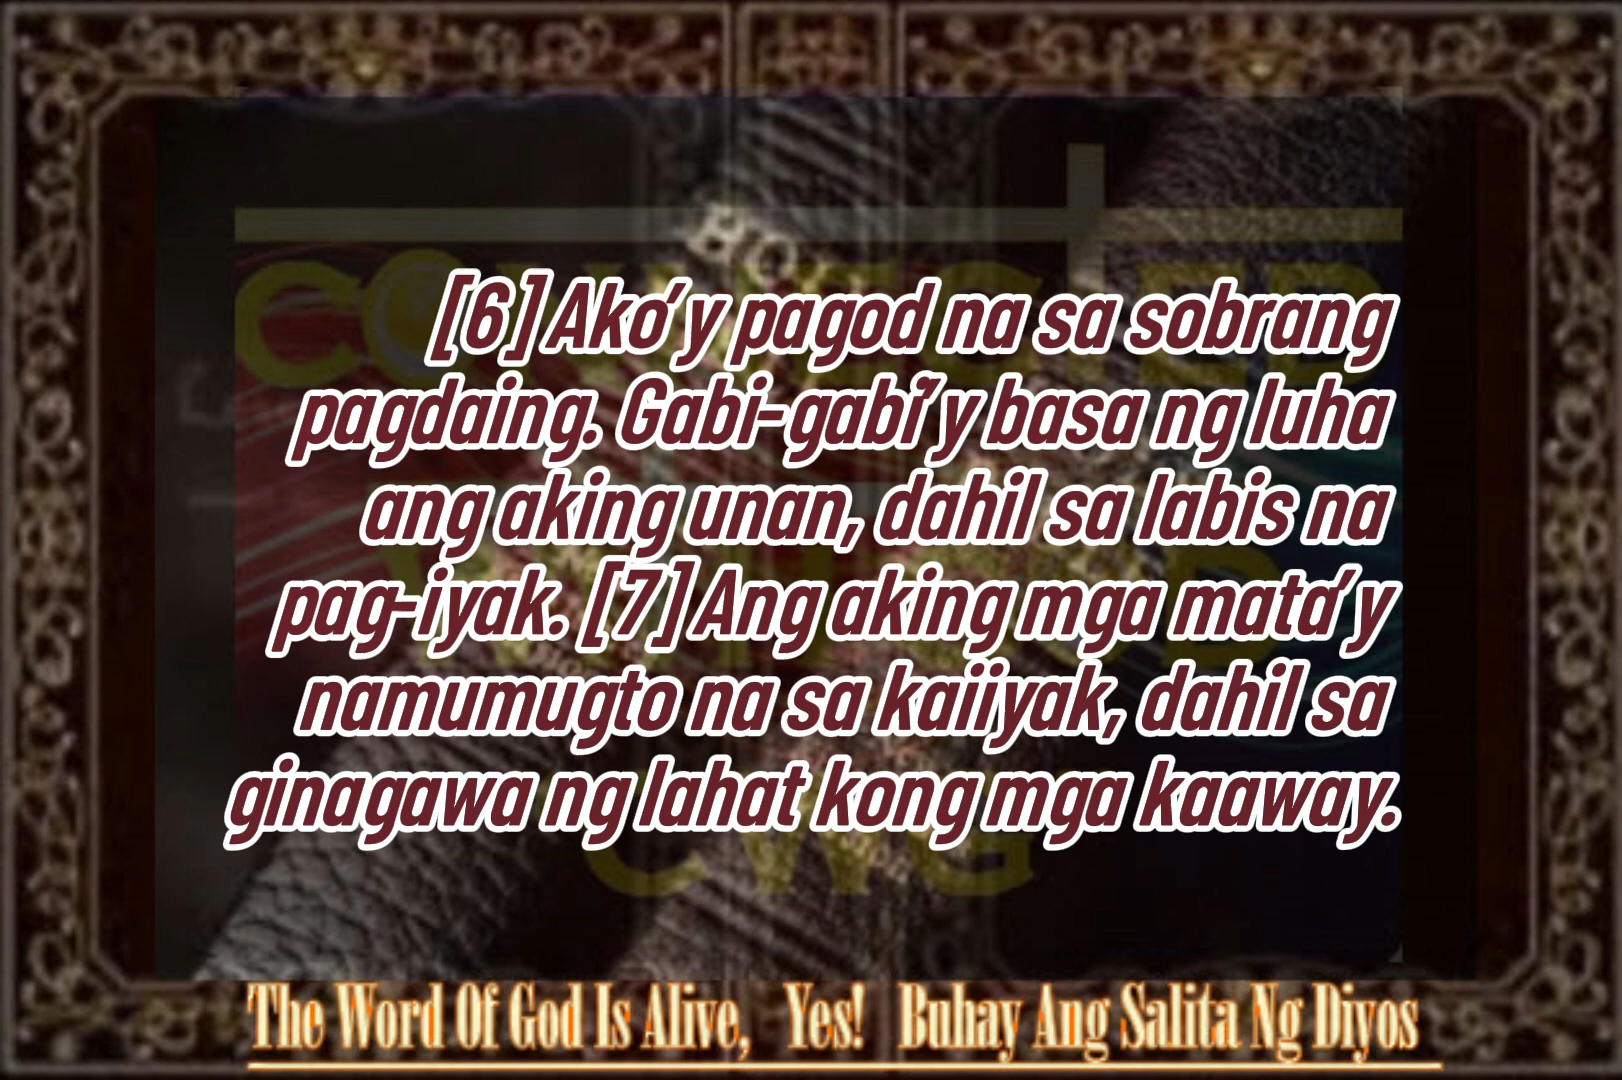 [6] Ako'y pagod na sa sobrang
pagdaing. Gabi-gabi'y basa ng luha
ang aking unan, dahil sa labis na
pag-iyak. [7] Ang aking mga mata'y
namumugto na sa kaiiyak, dahil sa
ginagawa ng lahat kong mga kaaway.
CWG
The Word Of God Is Alive, Yes! Buhay Ang Salita Ng Diyos